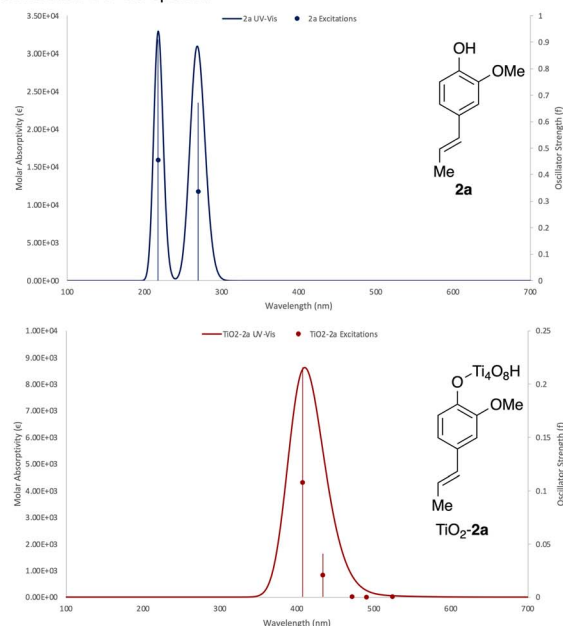 3.50E+04
3.00E+04
2.50E+04
2.00E+04
1.50E+04
1.00E+04
5.00E+03
0.00E+00
Molar Absorptivity (ϵ)
2a UV-Vis 2a Excitations
1
0.9
0.8
0.7
0.6
0.5
0.4
0.3
0.2
0.1
0
Oscillator Strength (f)
OH
OMe
Me
2a
100 200 300 400 500 600 700
Wavelength (nm)
1.00E+04
9.00E+03
8.00E+03
7.00E+03
6.00E+03
5.00E+03
4.00E+03
3.00E+03
2.00E+03
1.00E+03
0.00E+00
Molar Absorptivity (ϵ)
TiO2-2a UV-Vis TiO2-2a Excitations
0.25
0.2
0.15
0.1
0.05
0
Oscillator Strength (f)
O Ti₄O₈H
OMe
Me
TiO₂-2a
100 200 300 400 500 600 700
Wavelength (nm)